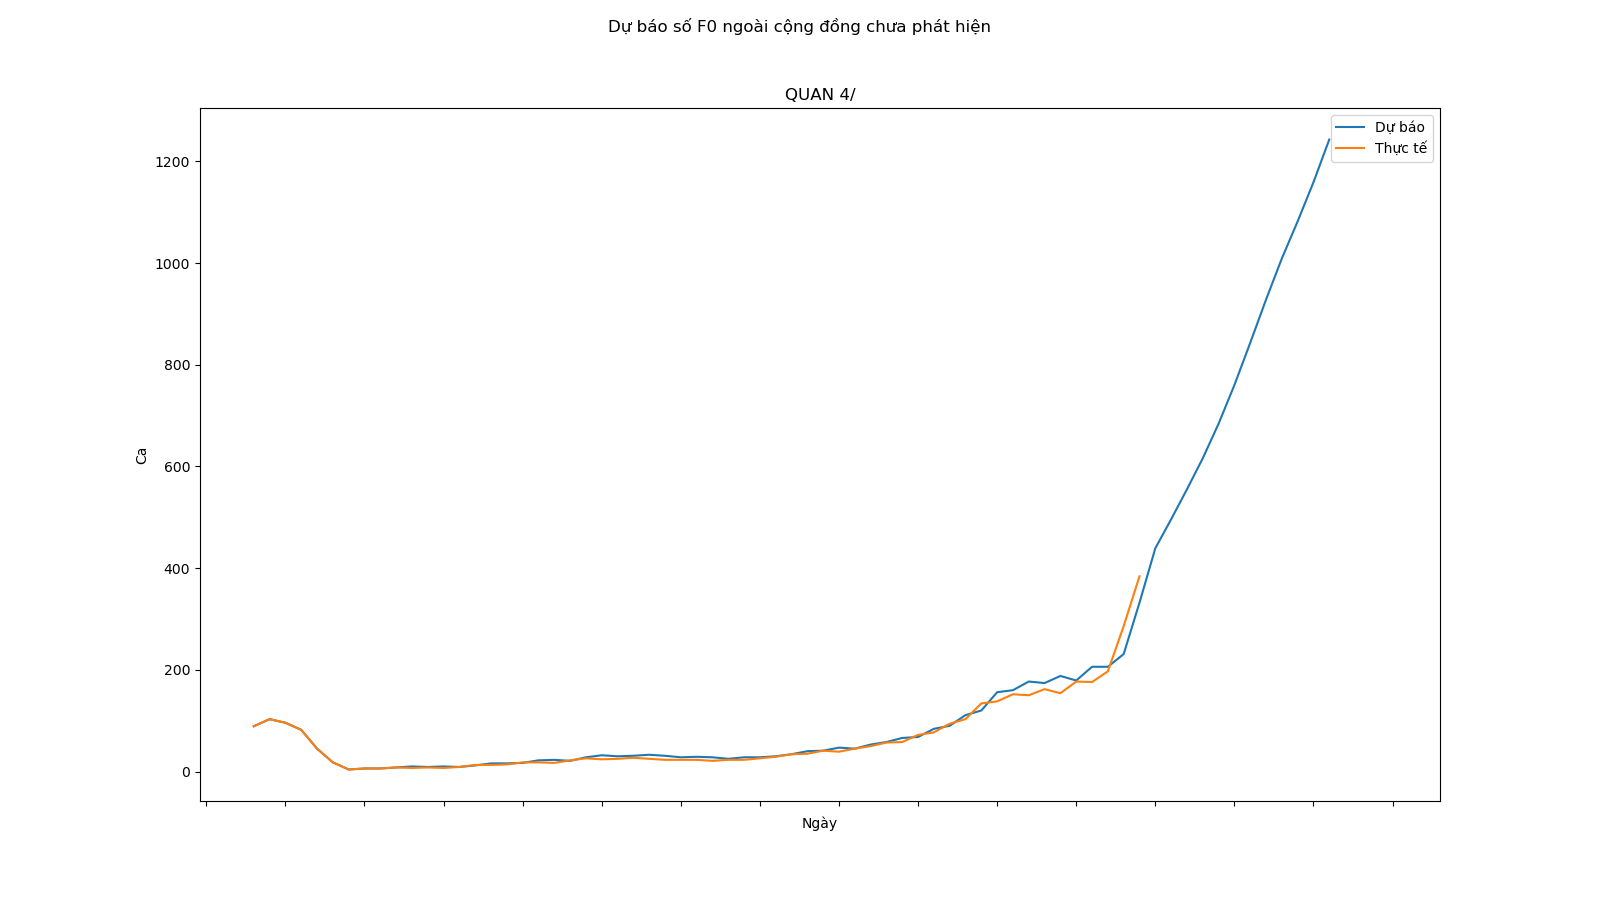 Dự báo số F0 ngoài cộng đồng chưa phát hiện
QUAN 4/
Dự báo
Thực tế
1200
1000
800
600
400
200
0
Ca
Ngày